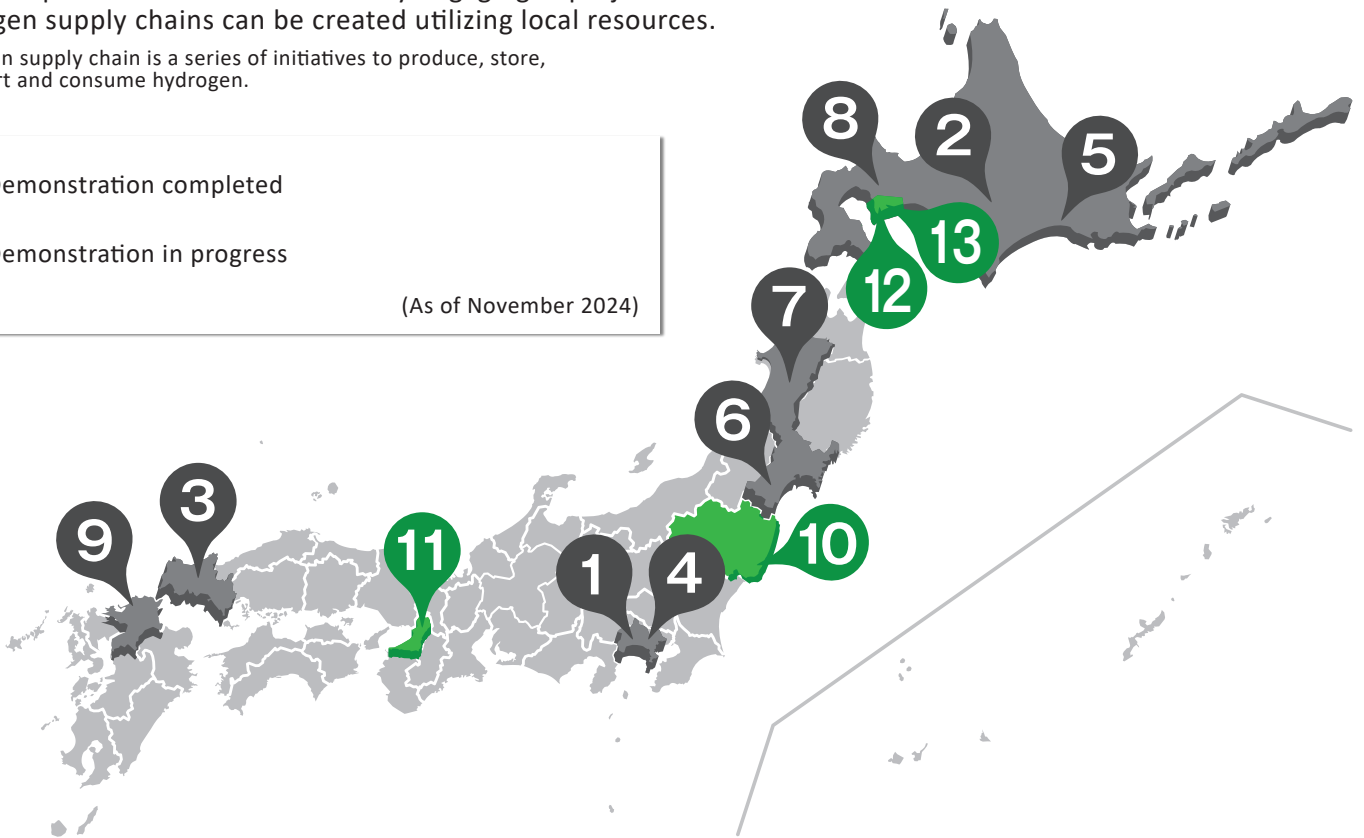 gen supply chains can be created utilizing local resources.
n supply chain is a series of initiatives to produce, store,
rt and consume hydrogen.
emonstration completed
emonstration in progress
(As of November 2024)
8
2
5
13
12
7
6
3
9
11
10
1
4